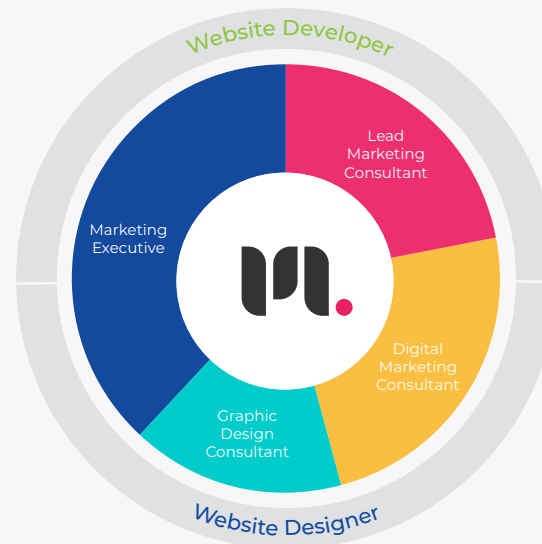 Website Developer
Lead
Marketing
Consultant
Marketing
Executive
Digital
Marketing
Consultant
Graphic
Design
Consultant
Website Designer